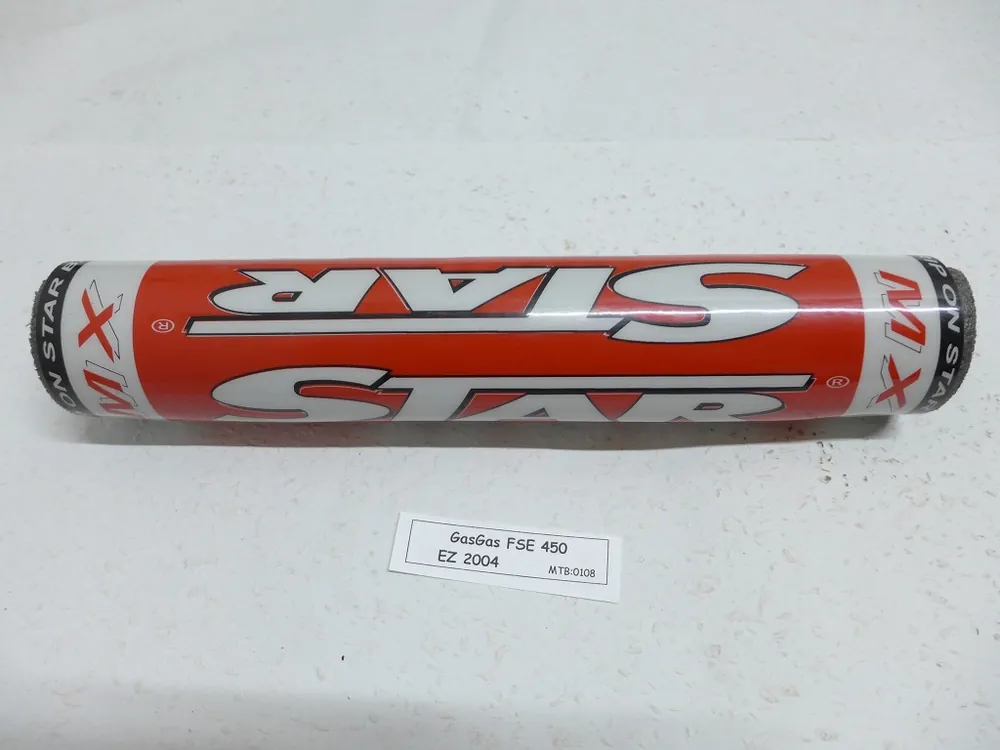 STAR
®
STAR ®
MX
MX
ON STAR
ON STAR
GasGas FSE 450
EZ 2004
MTB:0108